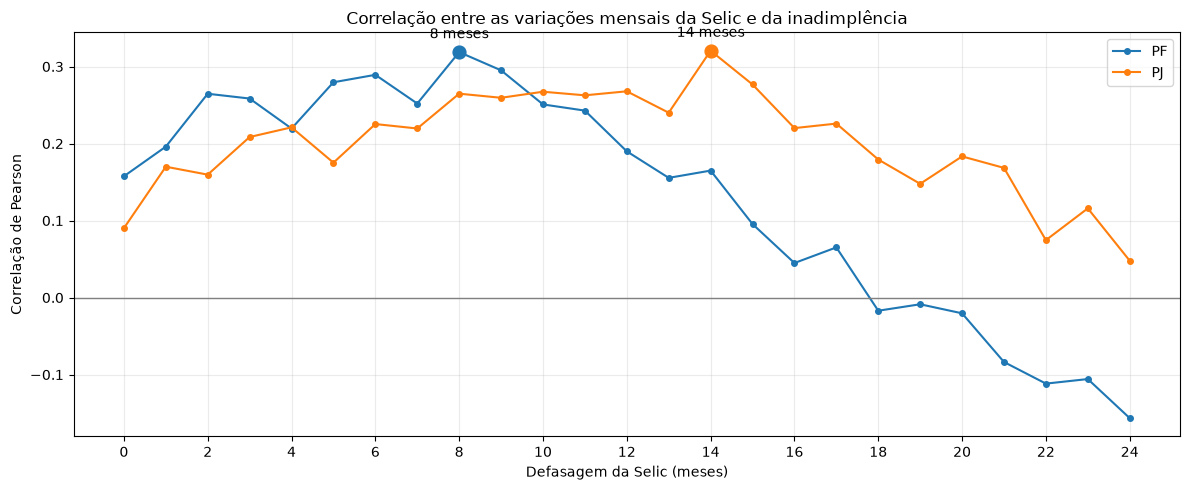 Correlação entre as variações mensais da Selic e da inadimplência
8 meses
14 meses
PF
PJ
Correlação de Pearson
0.3
0.2
0.1
0.0
−0.1
0 2 4 6 8 10 12 14 16 18 20 22 24
Defasagem da Selic (meses)